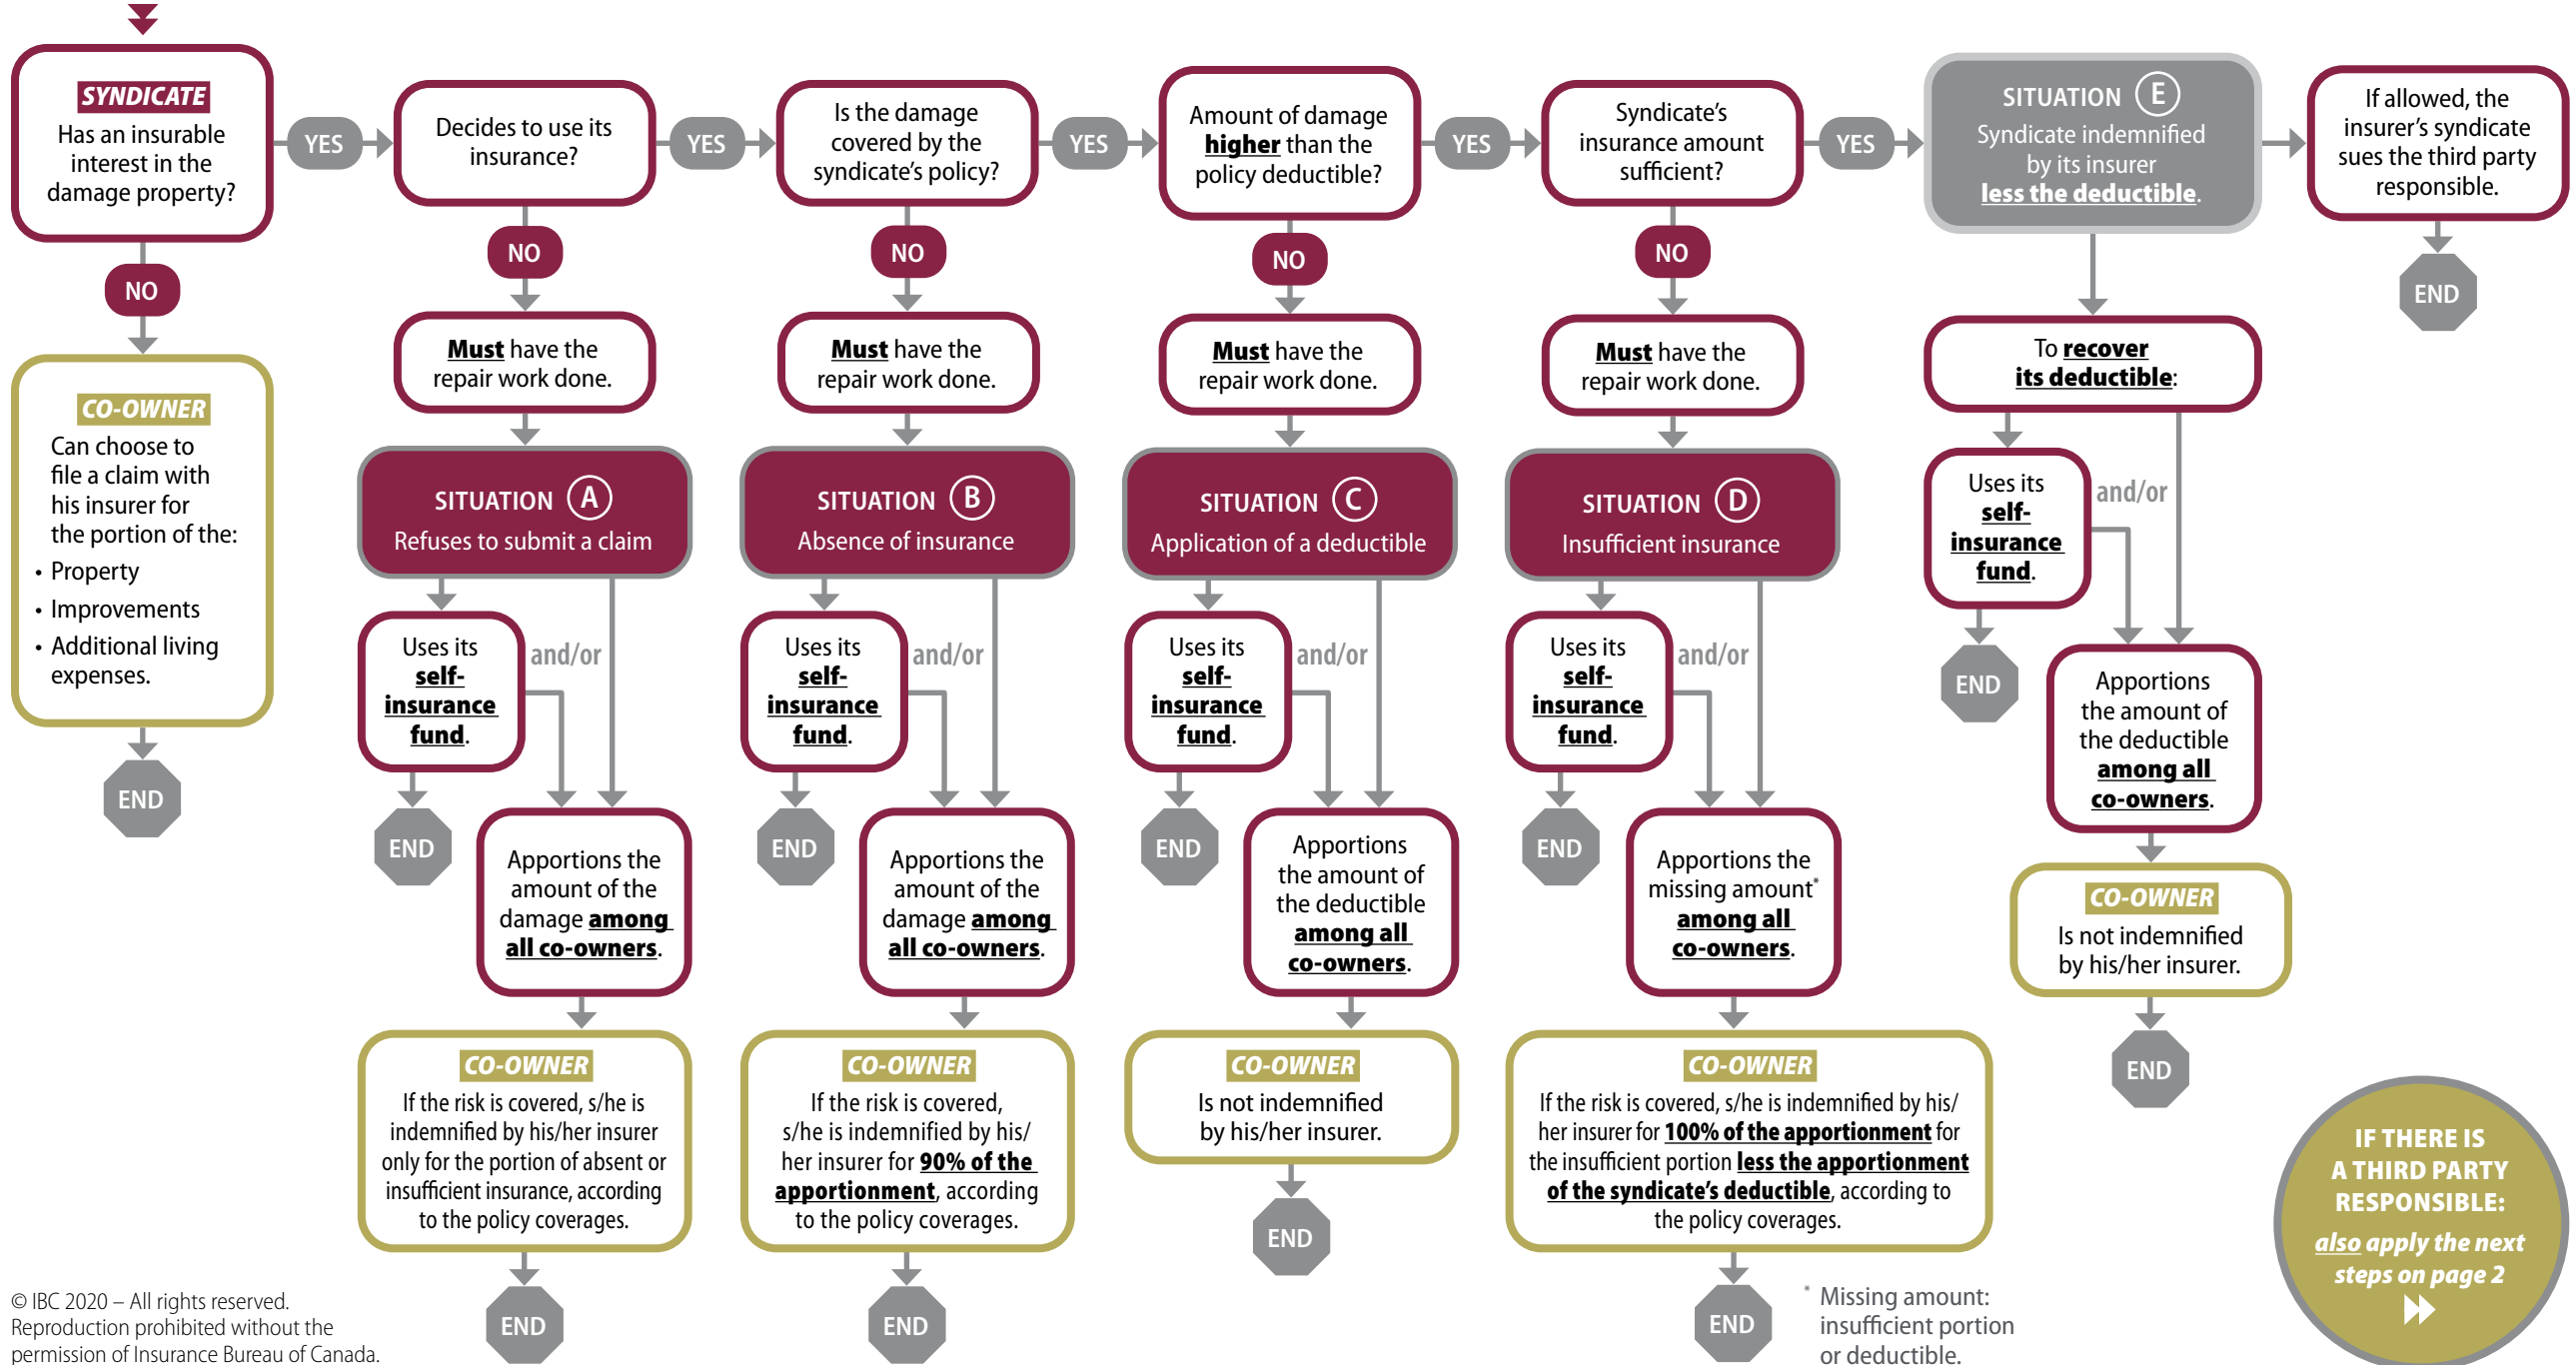 SYNDICATE
Has an insurable
interest in the
damage property?
YES
Decides to use its
insurance?
YES
Is the damage
covered by the
syndicate's policy?
YES
Amount of damage
higher than the
policy deductible?
YES
Syndicate's
insurance amount
sufficient?
YES
SITUATION E
Syndicate indemnified
by its insurer
less the deductible.
If allowed, the
insurer's syndicate
sues the third party
responsible.
END
NO
CO-OWNER
Can choose to
file a claim with
his insurer for
the portion of the:
• Property
• Improvements
• Additional living
expenses.
END
NO
Must have the
repair work done.
SITUATION A
Refuses to submit a claim
Uses its
self-
insurance
fund.
and/or
END
Apportions the
amount of the
damage among
all co-owners.
CO-OWNER
If the risk is covered, s/he is
indemnified by his/her insurer
only for the portion of absent or
insufficient insurance, according
to the policy coverages.
END
NO
Must have the
repair work done.
SITUATION B
Absence of insurance
Uses its
self-
insurance
fund.
and/or
END
Apportions the
amount of the
damage among
all co-owners.
CO-OWNER
If the risk is covered,
s/he is indemnified by his/
her insurer for 90% of the
apportionment, according
to the policy coverages.
END
NO
Must have the
repair work done.
SITUATION C
Application of a deductible
Uses its
self-
insurance
fund.
and/or
END
Apportions
the amount of
the deductible
among all
co-owners.
CO-OWNER
Is not indemnified
by his/her insurer.
END
NO
Must have the
repair work done.
SITUATION D
Insufficient insurance
Uses its
self-
insurance
fund.
and/or
END
Apportions the
missing amount*
among all
co-owners.
CO-OWNER
If the risk is covered, s/he is indemnified by his/
her insurer for 100% of the apportionment for
the insufficient portion less the apportionment
of the syndicate's deductible, according to
the policy coverages.
END
* Missing amount:
insufficient portion
or deductible.
To recover
its deductible:
Uses its
self-
insurance
fund.
and/or
END
Apportions
the amount of
the deductible
among all
co-owners.
CO-OWNER
Is not indemnified
by his/her insurer.
END
IF THERE IS
A THIRD PARTY
RESPONSIBLE:
also apply the next
steps on page 2
© IBC 2020 – All rights reserved.
Reproduction prohibited without the
permission of Insurance Bureau of Canada.